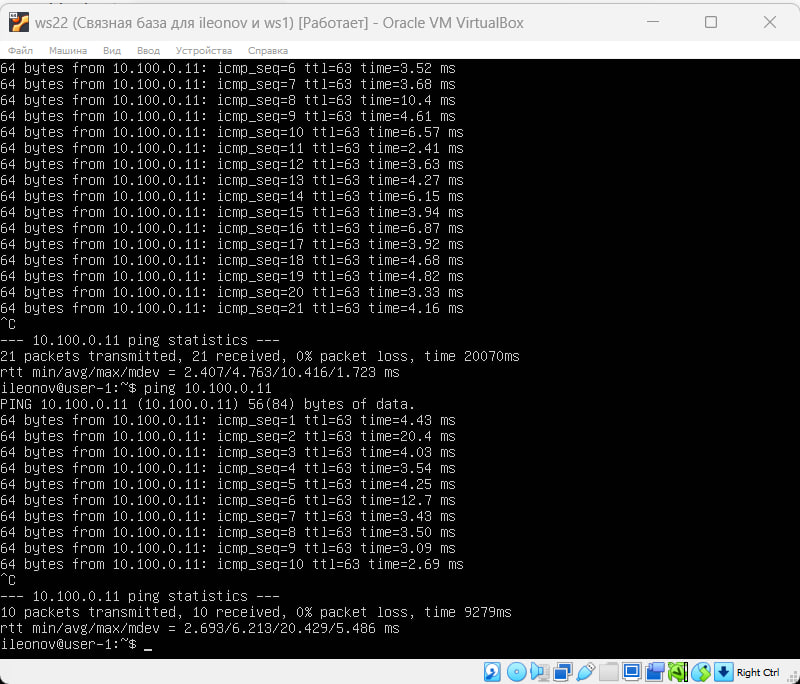 ws22 (Связная база для ileonov и ws1) [Работает] - Oracle VM VirtualBox
Файл Машина Вид Ввод Устройства Справка
64 bytes from 10.100.0.11: icmp_seq=6 ttl=63 time=3.52 ms
64 bytes from 10.100.0.11: icmp_seq=7 ttl=63 time=3.68 ms
64 bytes from 10.100.0.11: icmp_seq=8 ttl=63 time=10.4 ms
64 bytes from 10.100.0.11: icmp_seq=9 ttl=63 time=4.61 ms
64 bytes from 10.100.0.11: icmp_seq=10 ttl=63 time=6.57 ms
64 bytes from 10.100.0.11: icmp_seq=11 ttl=63 time=2.41 ms
64 bytes from 10.100.0.11: icmp_seq=12 ttl=63 time=3.63 ms
64 bytes from 10.100.0.11: icmp_seq=13 ttl=63 time=4.27 ms
64 bytes from 10.100.0.11: icmp_seq=14 ttl=63 time=6.15 ms
64 bytes from 10.100.0.11: icmp_seq=15 ttl=63 time=3.94 ms
64 bytes from 10.100.0.11: icmp_seq=16 ttl=63 time=6.87 ms
64 bytes from 10.100.0.11: icmp_seq=17 ttl=63 time=3.92 ms
64 bytes from 10.100.0.11: icmp_seq=18 ttl=63 time=4.68 ms
64 bytes from 10.100.0.11: icmp_seq=19 ttl=63 time=4.82 ms
64 bytes from 10.100.0.11: icmp_seq=20 ttl=63 time=3.33 ms
64 bytes from 10.100.0.11: icmp_seq=21 ttl=63 time=4.16 ms
^C
--- 10.100.0.11 ping statistics ---
21 packets transmitted, 21 received, 0% packet loss, time 20070ms
rtt min/avg/max/mdev = 2.407/4.763/10.416/1.723 ms
ileonov@user-1:~$ ping 10.100.0.11
PING 10.100.0.11 (10.100.0.11) 56(84) bytes of data.
64 bytes from 10.100.0.11: icmp_seq=1 ttl=63 time=4.43 ms
64 bytes from 10.100.0.11: icmp_seq=2 ttl=63 time=20.4 ms
64 bytes from 10.100.0.11: icmp_seq=3 ttl=63 time=4.03 ms
64 bytes from 10.100.0.11: icmp_seq=4 ttl=63 time=3.54 ms
64 bytes from 10.100.0.11: icmp_seq=5 ttl=63 time=4.25 ms
64 bytes from 10.100.0.11: icmp_seq=6 ttl=63 time=12.7 ms
64 bytes from 10.100.0.11: icmp_seq=7 ttl=63 time=3.43 ms
64 bytes from 10.100.0.11: icmp_seq=8 ttl=63 time=3.50 ms
64 bytes from 10.100.0.11: icmp_seq=9 ttl=63 time=3.09 ms
64 bytes from 10.100.0.11: icmp_seq=10 ttl=63 time=2.69 ms
^C
--- 10.100.0.11 ping statistics ---
10 packets transmitted, 10 received, 0% packet loss, time 9279ms
rtt min/avg/max/mdev = 2.693/6.213/20.429/5.486 ms
ileonov@user-1:~$ _
Right Ctrl